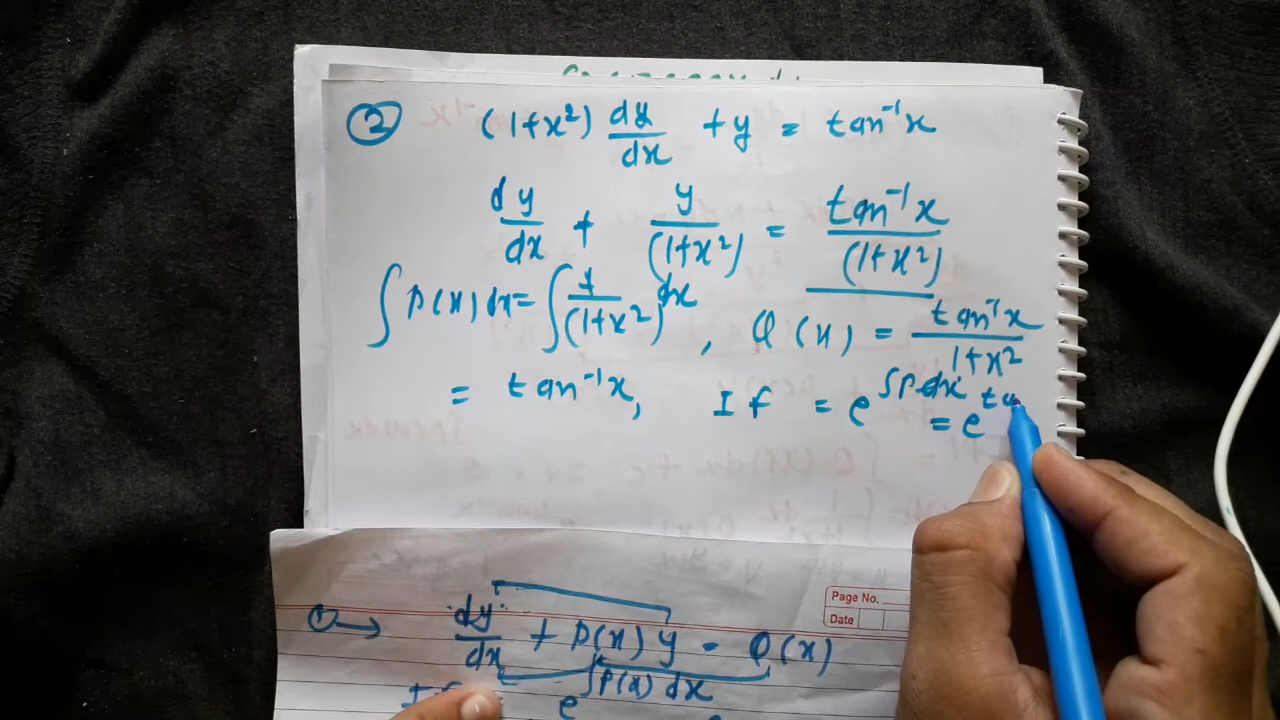 ② (1+x²) dy/dx + y = tan⁻¹x
dy/dx + y/(1+x²) = tan⁻¹x/(1+x²)
∫P(x)dx = ∫1/(1+x²) dx , Q(x) = tan⁻¹x/1+x²
= tan⁻¹x, If = e^∫Pdx
= e^ta
Page No.
Date
① → dy/dx + P(x) y = Q(x)
e^∫P(x) dx